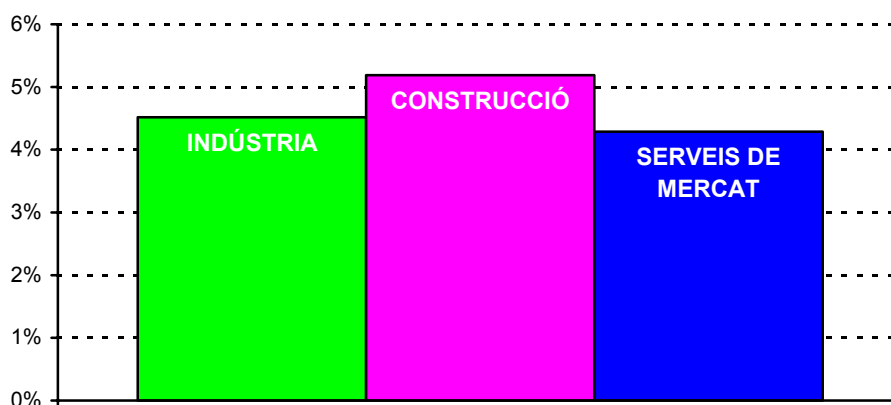 6%
5%
4%
3%
2%
1%
0%
INDÚSTRIA
CONSTRUCCIÓ
SERVEIS DE
MERCAT